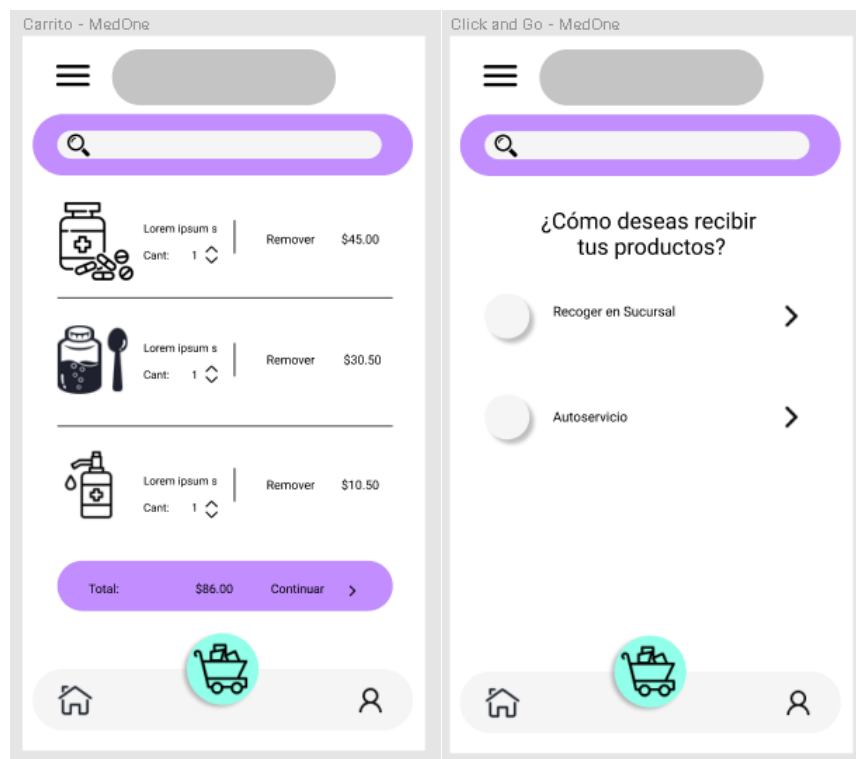 Carrito - MedOne
Lorem ipsum s
Cant: 1
Remover $45.00
Lorem ipsum s
Cant: 1
Remover $30.50
Lorem ipsum s
Cant: 1
Remover $10.50
Total: $86.00 Continuar
Click and Go - MedOne
¿Cómo deseas recibir
tus productos?
Recoger en Sucursal
Autoservicio